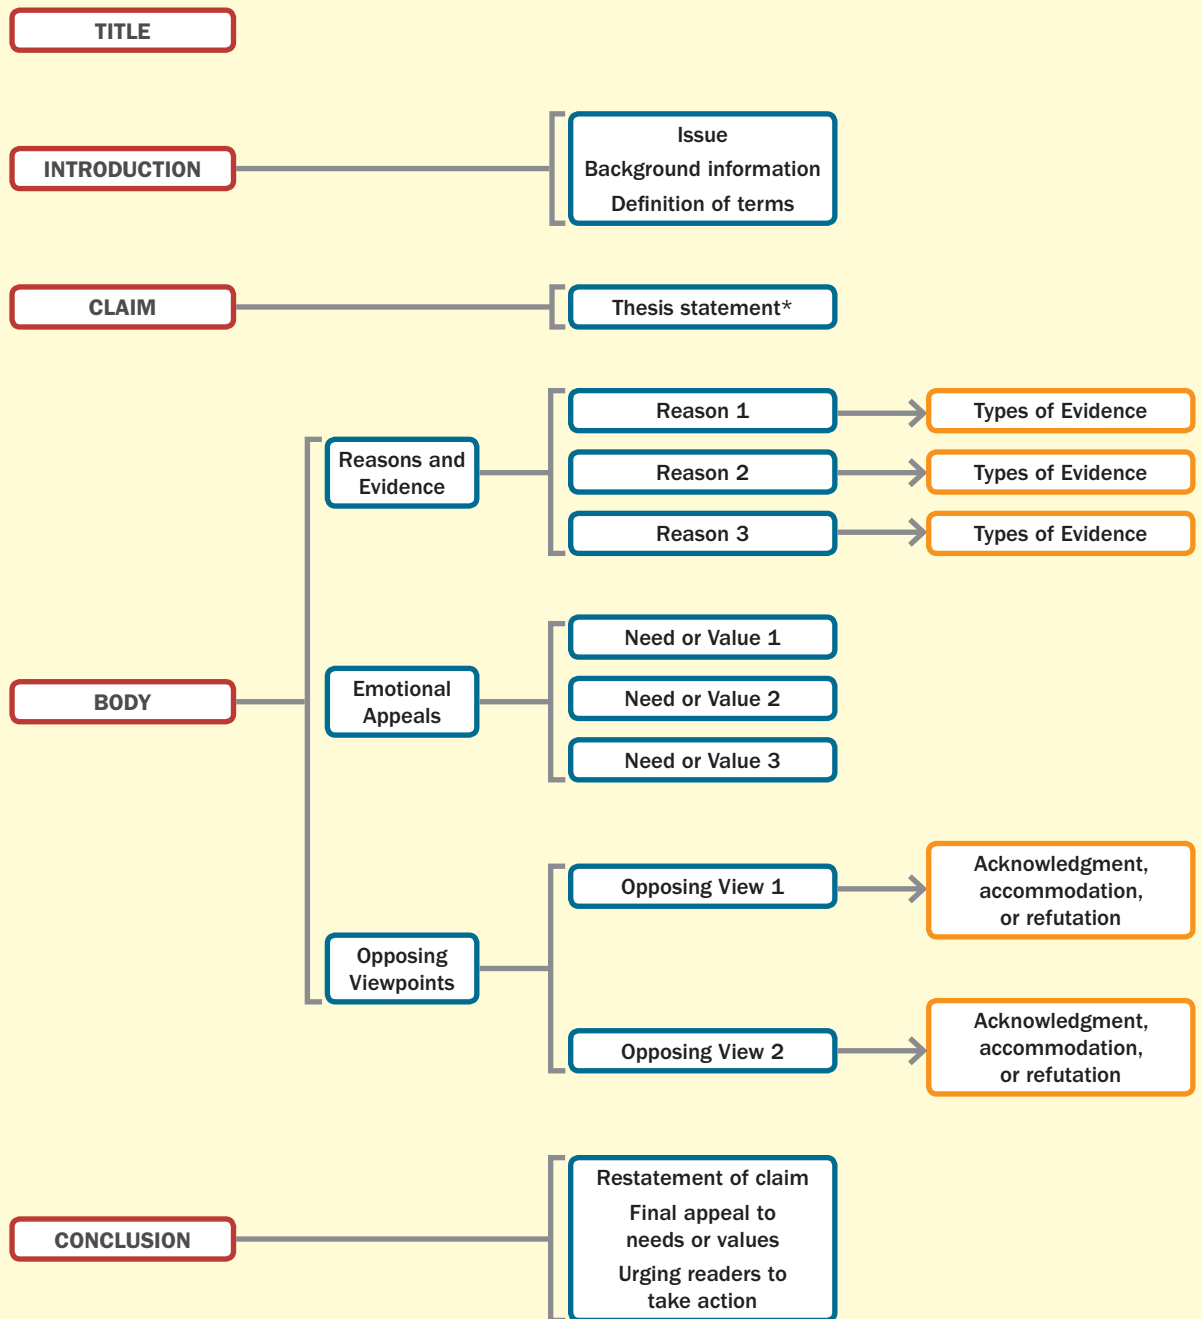 TITLE
INTRODUCTION
Issue
Background information
Definition of terms
CLAIM
Thesis statement*
BODY
Reasons and
Evidence
Reason 1
Types of Evidence
Reason 2
Types of Evidence
Reason 3
Types of Evidence
Emotional
Appeals
Need or Value 1
Need or Value 2
Need or Value 3
Opposing
Viewpoints
Opposing View 1
Acknowledgment,
accommodation,
or refutation
Opposing View 2
Acknowledgment,
accommodation,
or refutation
CONCLUSION
Restatement of claim
Final appeal to
needs or values
Urging readers to
take action